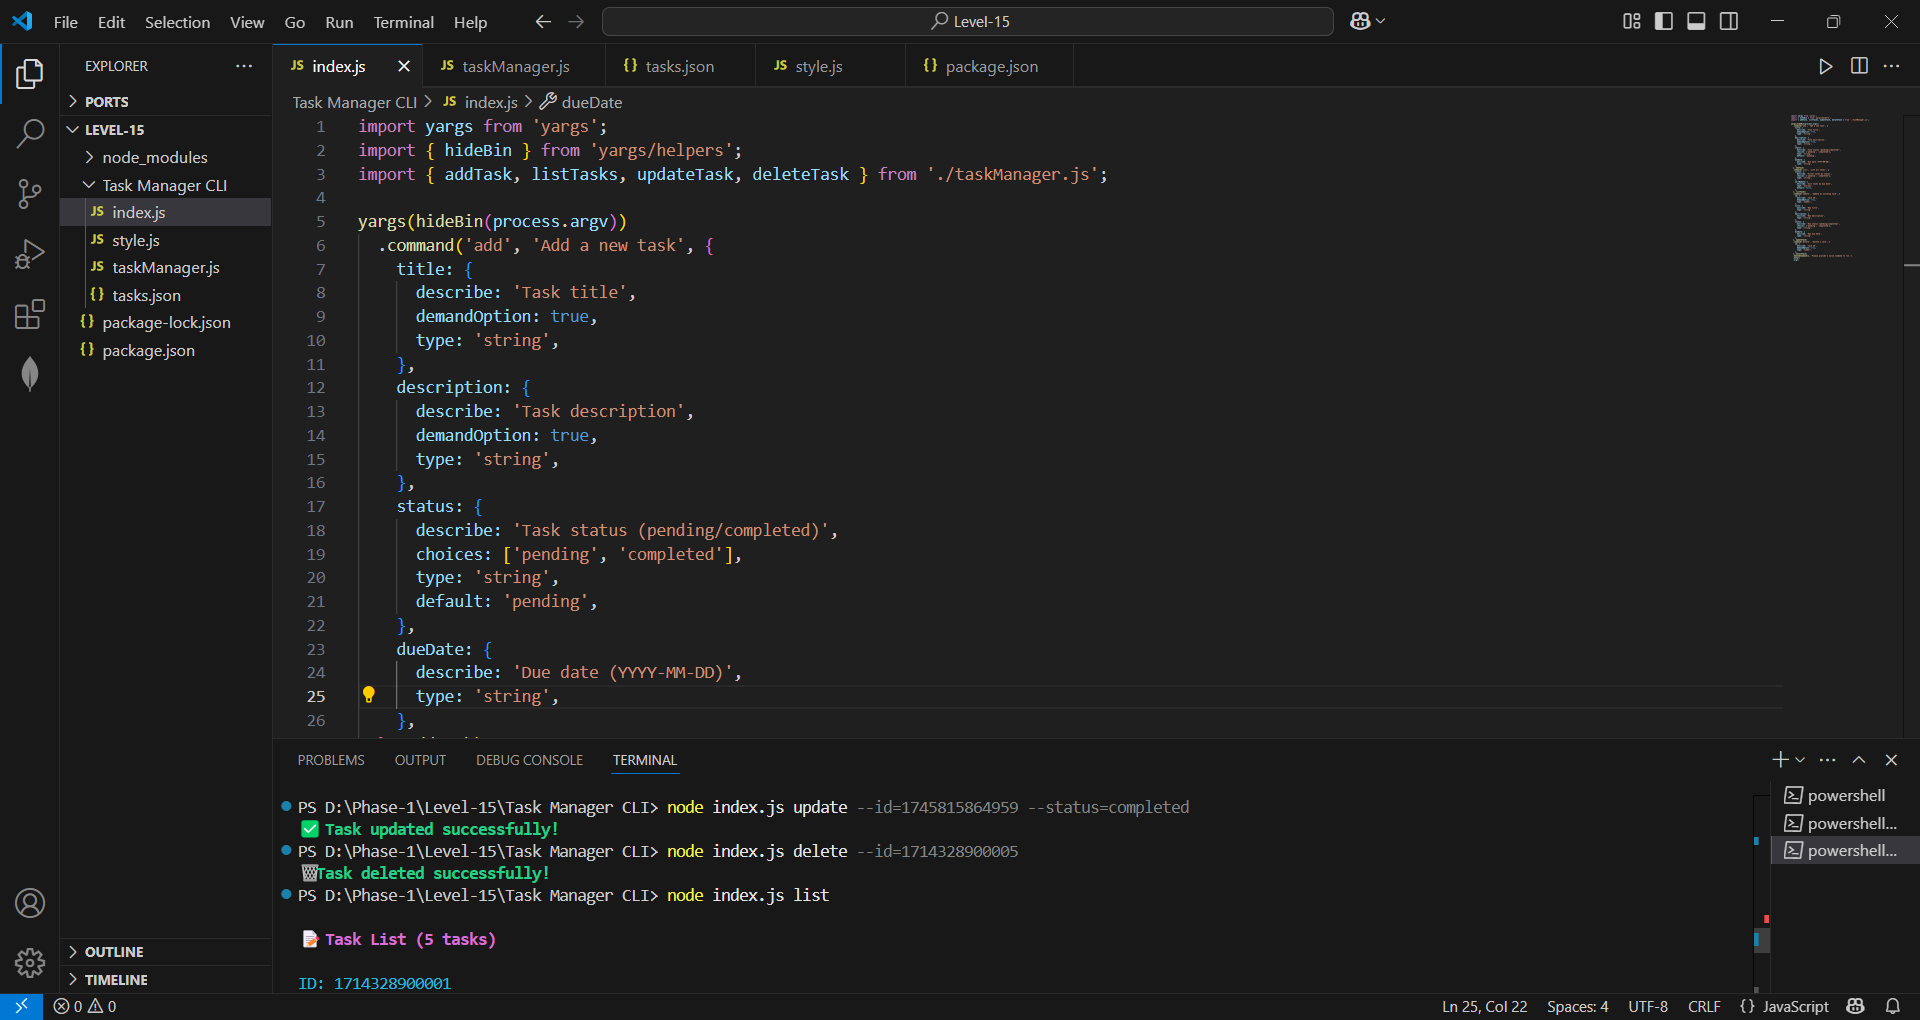 File Edit Selection View Go Run Terminal Help
Level-15
EXPLORER
PORTS
LEVEL-15
node_modules
Task Manager CLI
JS index.js
JS style.js
JS taskManager.js
{} tasks.json
{} package-lock.json
{} package.json
OUTLINE
TIMELINE
JS index.js
JS taskManager.js
{} tasks.json
JS style.js
{} package.json
Task Manager CLI > JS index.js > dueDate
1 import yargs from 'yargs';
2 import { hideBin } from 'yargs/helpers';
3 import { addTask, listTasks, updateTask, deleteTask } from './taskManager.js';
4
5 yargs(hideBin(process.argv))
6 .command('add', 'Add a new task', {
7 title: {
8 describe: 'Task title',
9 demandOption: true,
10 type: 'string',
11 },
12 description: {
13 describe: 'Task description',
14 demandOption: true,
15 type: 'string',
16 },
17 status: {
18 describe: 'Task status (pending/completed)',
19 choices: ['pending', 'completed'],
20 type: 'string',
21 default: 'pending',
22 },
23 dueDate: {
24 describe: 'Due date (YYYY-MM-DD)',
25 type: 'string',
26 },
PROBLEMS OUTPUT DEBUG CONSOLE TERMINAL
PS D:\Phase-1\Level-15\Task Manager CLI> node index.js update --id=1745815864959 --status=completed
✅ Task updated successfully!
PS D:\Phase-1\Level-15\Task Manager CLI> node index.js delete --id=1714328900005
🗑️Task deleted successfully!
PS D:\Phase-1\Level-15\Task Manager CLI> node index.js list
📝 Task List (5 tasks)
ID: 1714328900001
powershell
powershell...
powershell...
0 0
Ln 25, Col 22 Spaces: 4 UTF-8 CRLF {} JavaScript